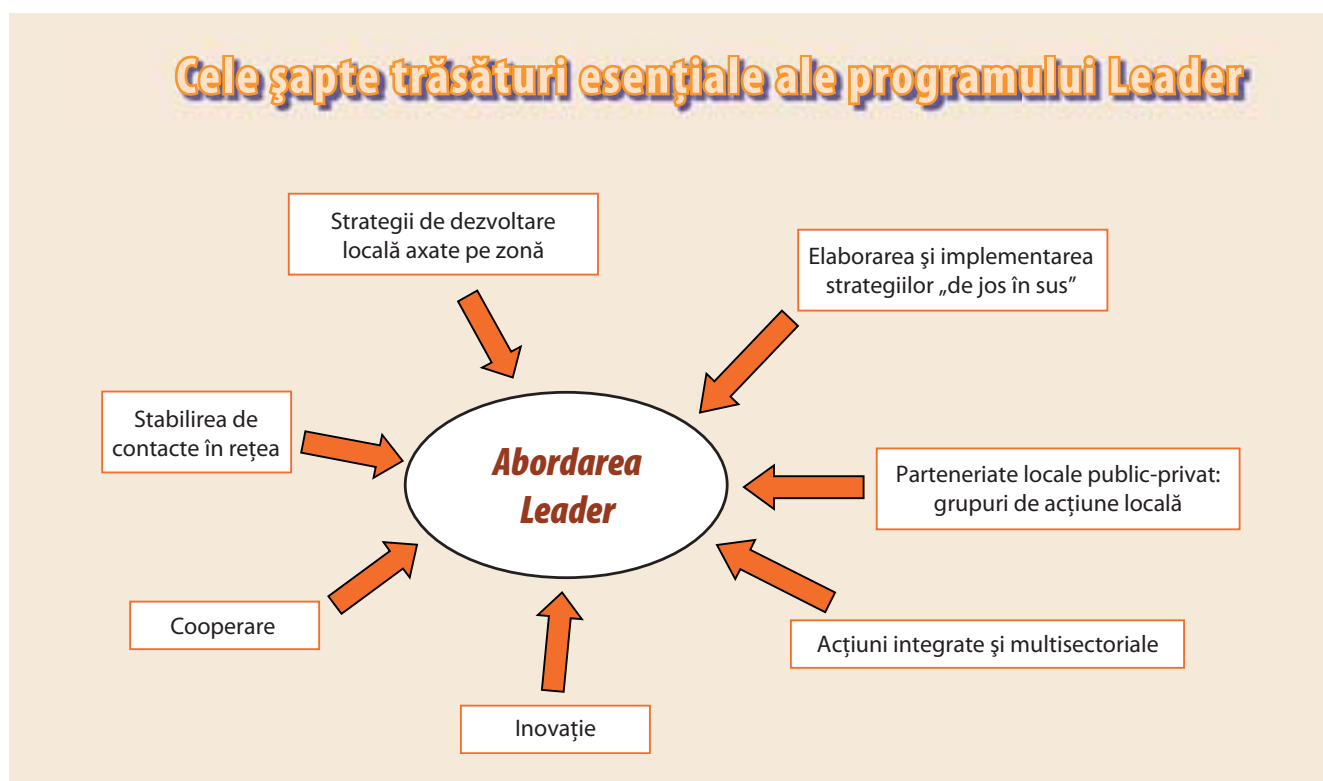 Cele şapte trăsături esenţiale ale programului Leader
Strategii de dezvoltare
locală axate pe zonă
Elaborarea şi implementarea
strategiilor „de jos în sus”
Stabilirea de
contacte în reţea
Abordarea
Leader
Parteneriate locale public-privat:
grupuri de acţiune locală
Cooperare
Acţiuni integrate şi multisectoriale
Inovaţie